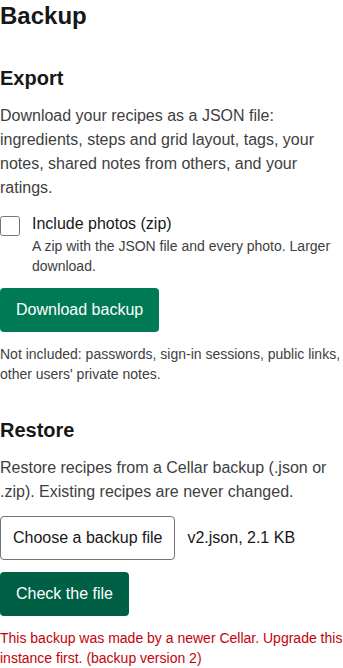 Backup
Export
Download your recipes as a JSON file:
ingredients, steps and grid layout, tags, your
notes, shared notes from others, and your
ratings.
Include photos (zip)
A zip with the JSON file and every photo. Larger
download.
Download backup
Not included: passwords, sign-in sessions, public links,
other users' private notes.
Restore
Restore recipes from a Cellar backup (.json or
.zip). Existing recipes are never changed.
Choose a backup file v2.json, 2.1 KB
Check the file
This backup was made by a newer Cellar. Upgrade this
instance first. (backup version 2)